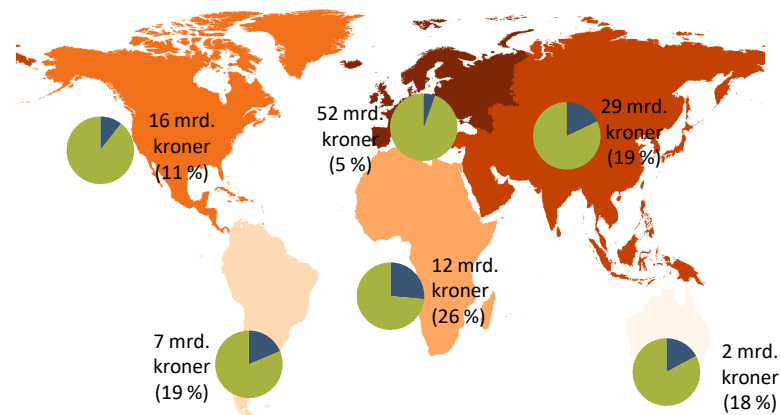 16 mrd.
kroner
(11 %)
52 mrd.
kroner
(5 %)
29 mrd.
kroner
(19 %)
12 mrd.
kroner
(26 %)
7 mrd.
kroner
(19 %)
2 mrd.
kroner
(18 %)